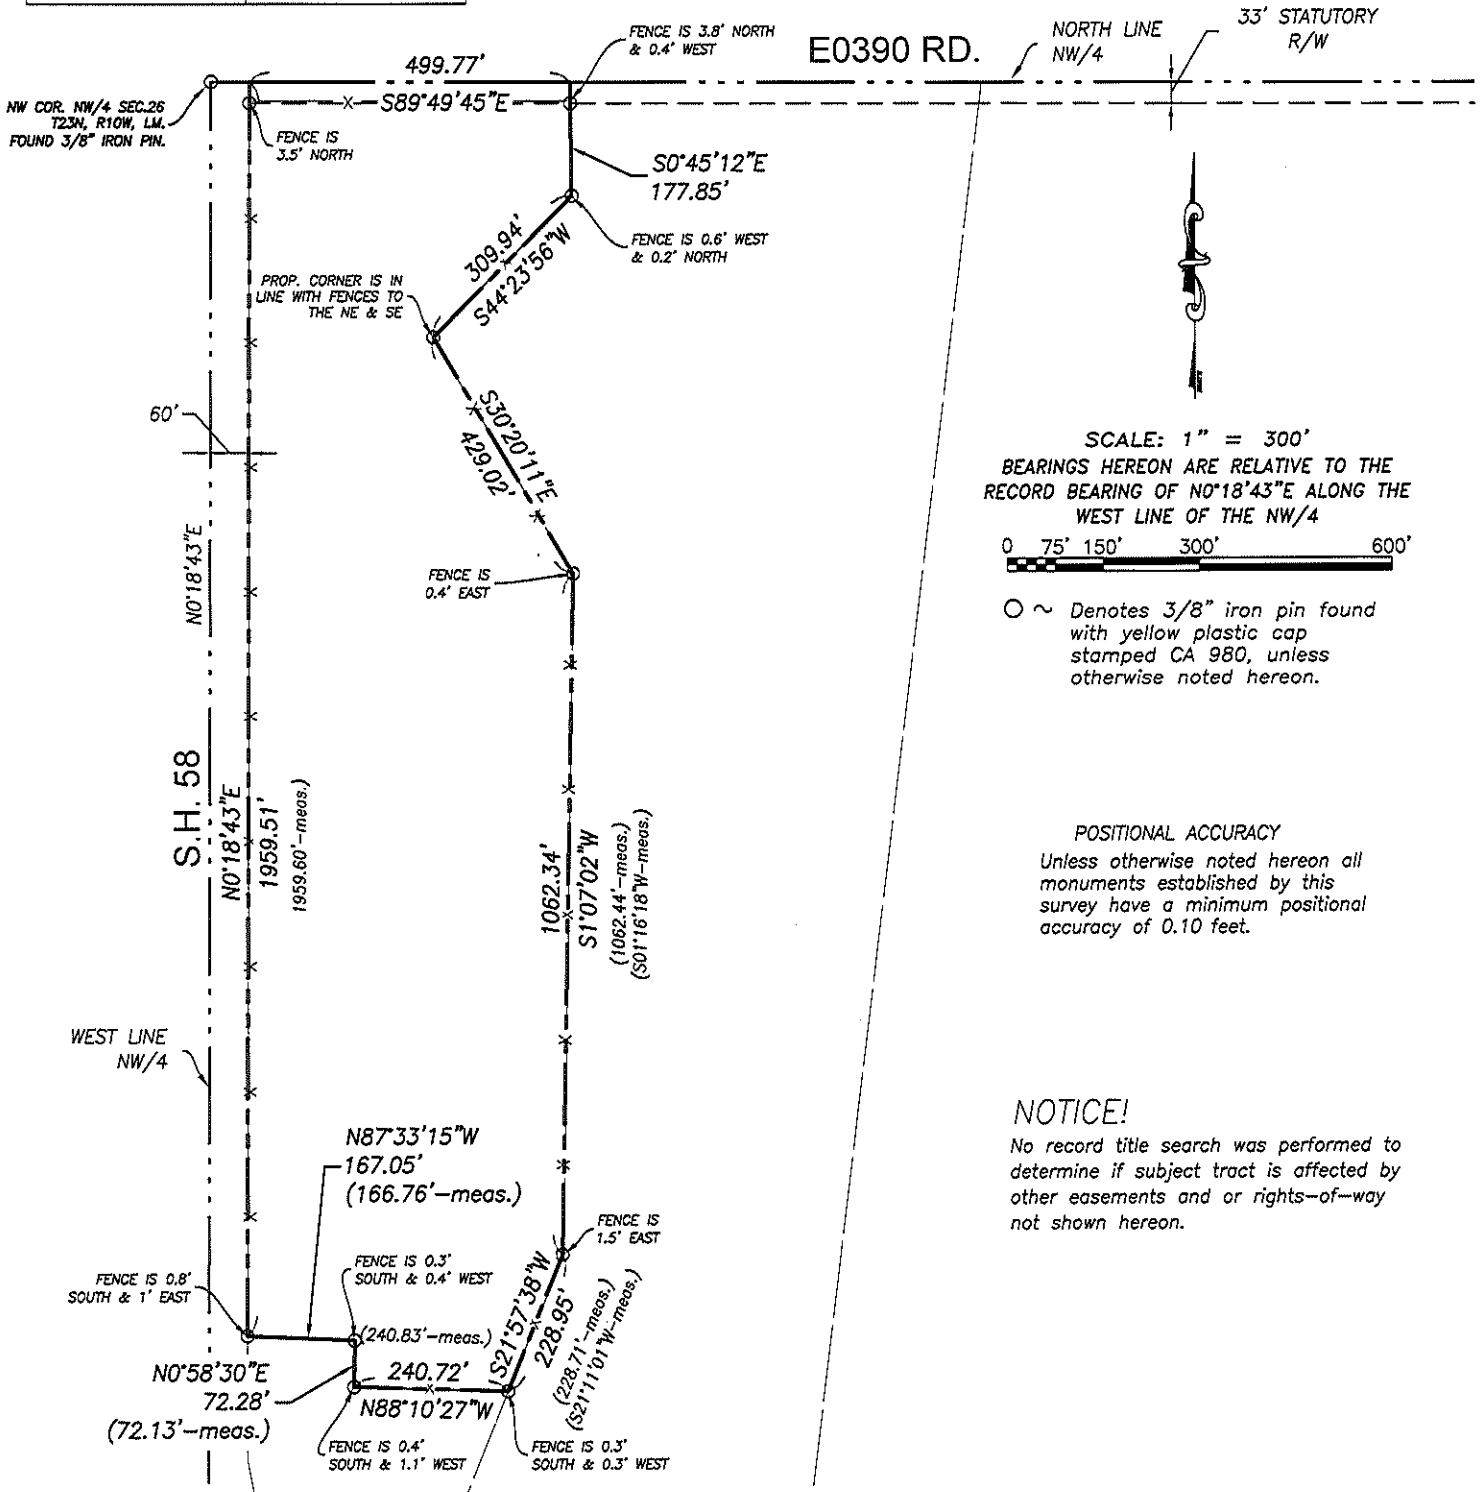 FENCE IS 3.8' NORTH
& 0.4' WEST
E0390 RD.
NORTH LINE
NW/4
33' STATUTORY
R/W
499.77'
S89°49'45"E
NW COR. NW/4 SEC.26
T23N, R10W, I.M.
FOUND 3/8" IRON PIN.
FENCE IS
3.5' NORTH
S0°45'12"E
177.85'
309.94'
S44°23'56"W
FENCE IS 0.6' WEST
& 0.2' NORTH
PROP. CORNER IS IN
LINE WITH FENCES TO
THE NE & SE
60'
S30°20'11"E
429.02'
SCALE: 1" = 300'
BEARINGS HEREON ARE RELATIVE TO THE
RECORD BEARING OF N0°18'43"E ALONG THE
WEST LINE OF THE NW/4
0 75' 150' 300' 600'
N0°18'43"E
FENCE IS
0.4' EAST
○ ~ Denotes 3/8" iron pin found
with yellow plastic cap
stamped CA 980, unless
otherwise noted hereon.
S.H. 58
N0°18'43"E
1959.51'
1959.60'-meas.)
1062.34'
S1°07'02"W
(1062.44'-meas.)
(S01°16'18"W-meas.)
POSITIONAL ACCURACY
Unless otherwise noted hereon all
monuments established by this
survey have a minimum positional
accuracy of 0.10 feet.
WEST LINE
NW/4
NOTICE!
No record title search was performed to
determine if subject tract is affected by
other easements and or rights-of-way
not shown hereon.
N87°33'15"W
167.05'
(166.76'-meas.)
FENCE IS
1.5' EAST
FENCE IS 0.3'
SOUTH & 0.4' WEST
FENCE IS 0.8'
SOUTH & 1' EAST
S21°57'38"W
228.95'
(228.71'-meas.)
(S21°11'01"W-meas.)
(240.83'-meas.)
240.72'
N88°10'27"W
N0°58'30"E
72.28'
(72.13'-meas.)
FENCE IS 0.4'
SOUTH & 1.1' WEST
FENCE IS 0.3'
SOUTH & 0.3' WEST